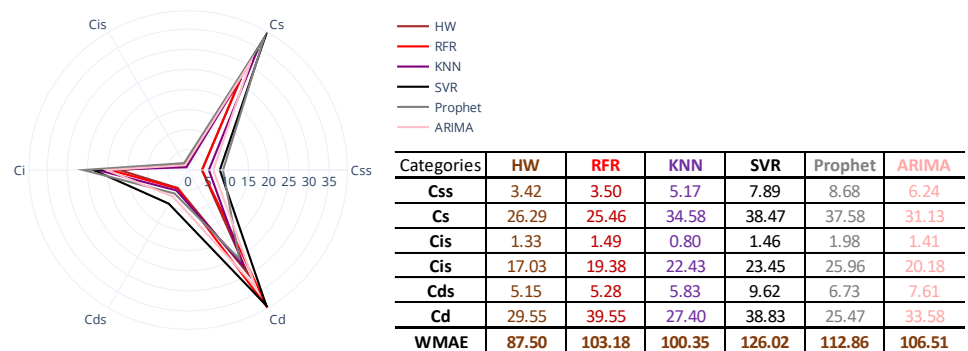 Cis
Cs
Ci
Css
Cds
Cd
0 5 10 15 20 25 30 35
HW
RFR
KNN
SVR
Prophet
ARIMA
Categories HW RFR KNN SVR Prophet ARIMA
Css 3.42 3.50 5.17 7.89 8.68 6.24
Cs 26.29 25.46 34.58 38.47 37.58 31.13
Cis 1.33 1.49 0.80 1.46 1.98 1.41
Cis 17.03 19.38 22.43 23.45 25.96 20.18
Cds 5.15 5.28 5.83 9.62 6.73 7.61
Cd 29.55 39.55 27.40 38.83 25.47 33.58
WMAE 87.50 103.18 100.35 126.02 112.86 106.51